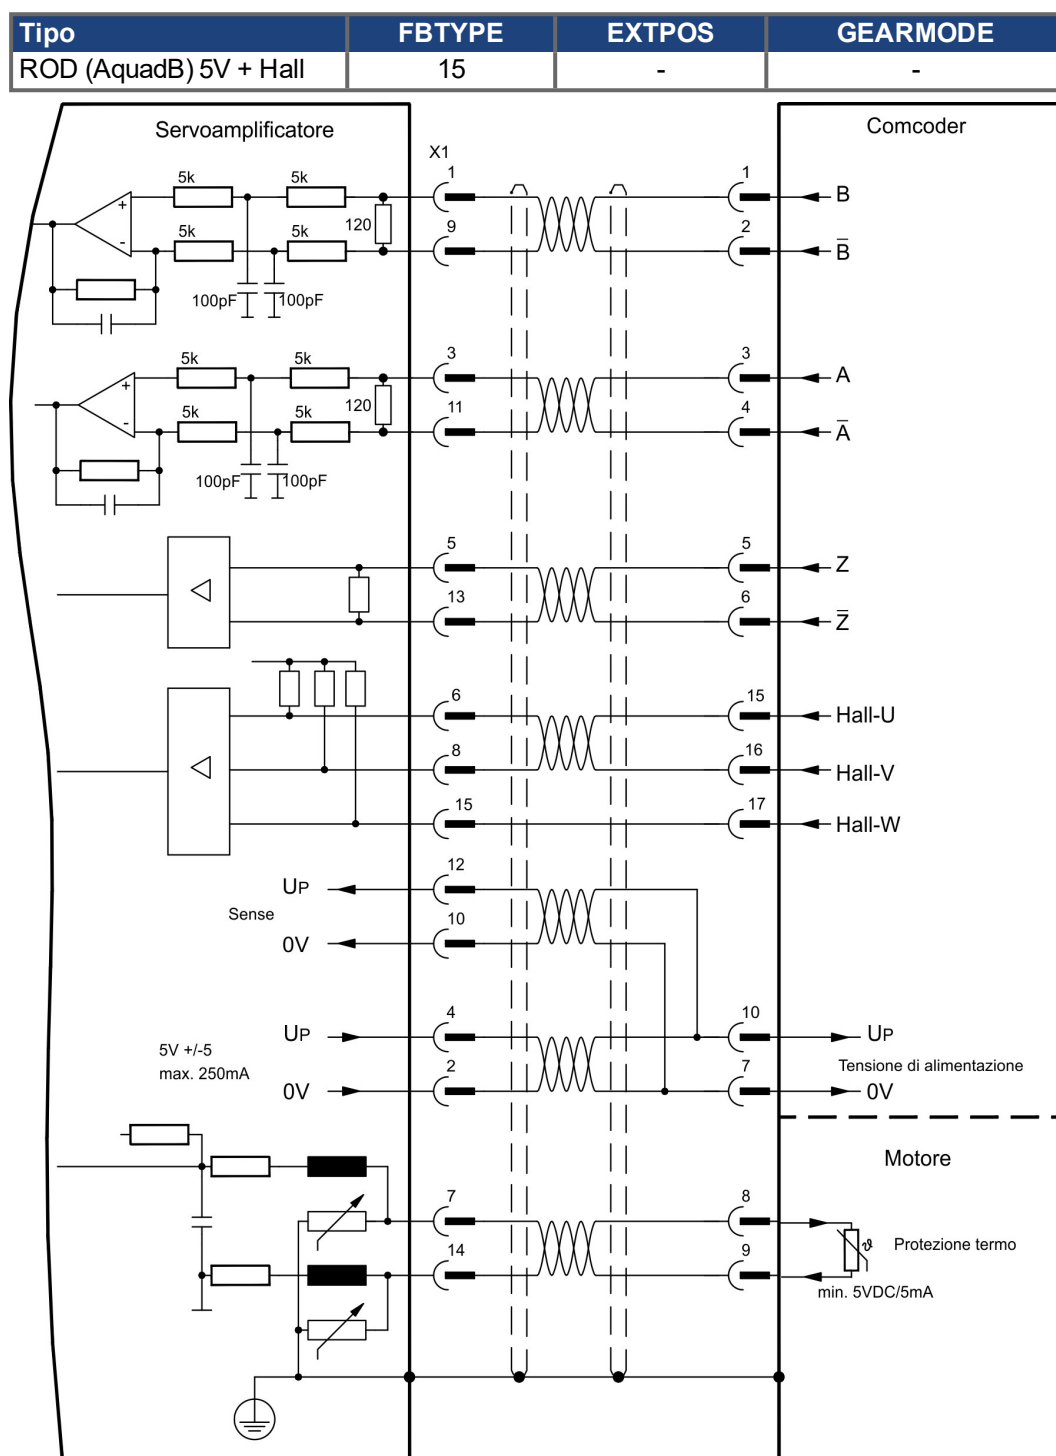 Tipo FBTYPE EXTPOS GEARMODE
ROD (AquadB) 5V + Hall 15 - -
Servoamplificatore Comcoder
X1
5k 5k 1 1 B
+
120
5k 5k 9 2 B̅
-
100pF 100pF
5k 5k 3 3 A
+
120
5k 5k 11 4 A̅
-
100pF 100pF
5 5 Z
13 6 Z̅
6 15 Hall-U
8 16 Hall-V
15 17 Hall-W
UP 12
Sense
0V 10
UP 4 10 UP
5V +/-5
max. 250mA
Tensione di alimentazione
0V 2 7 0V
Motore
7 8
Protezione termo
ϑ
14 9
min. 5VDC/5mA